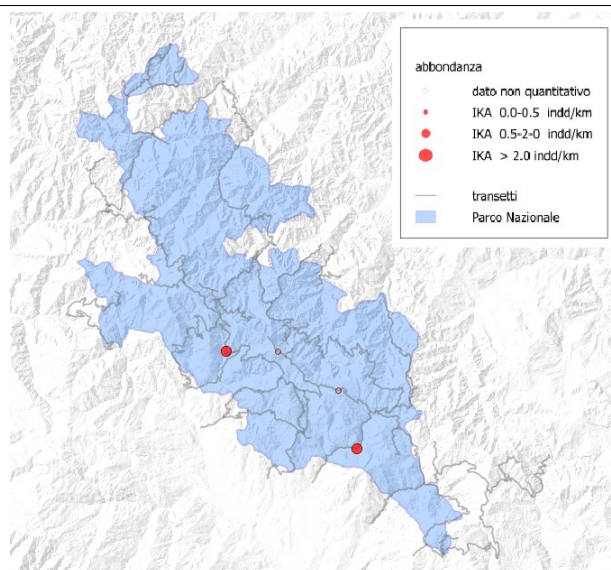 abbondanza
dato non quantitativo
IKA 0.0-0.5 indd/km
IKA 0.5-2-0 indd/km
IKA > 2.0 indd/km
transetti
Parco Nazionale